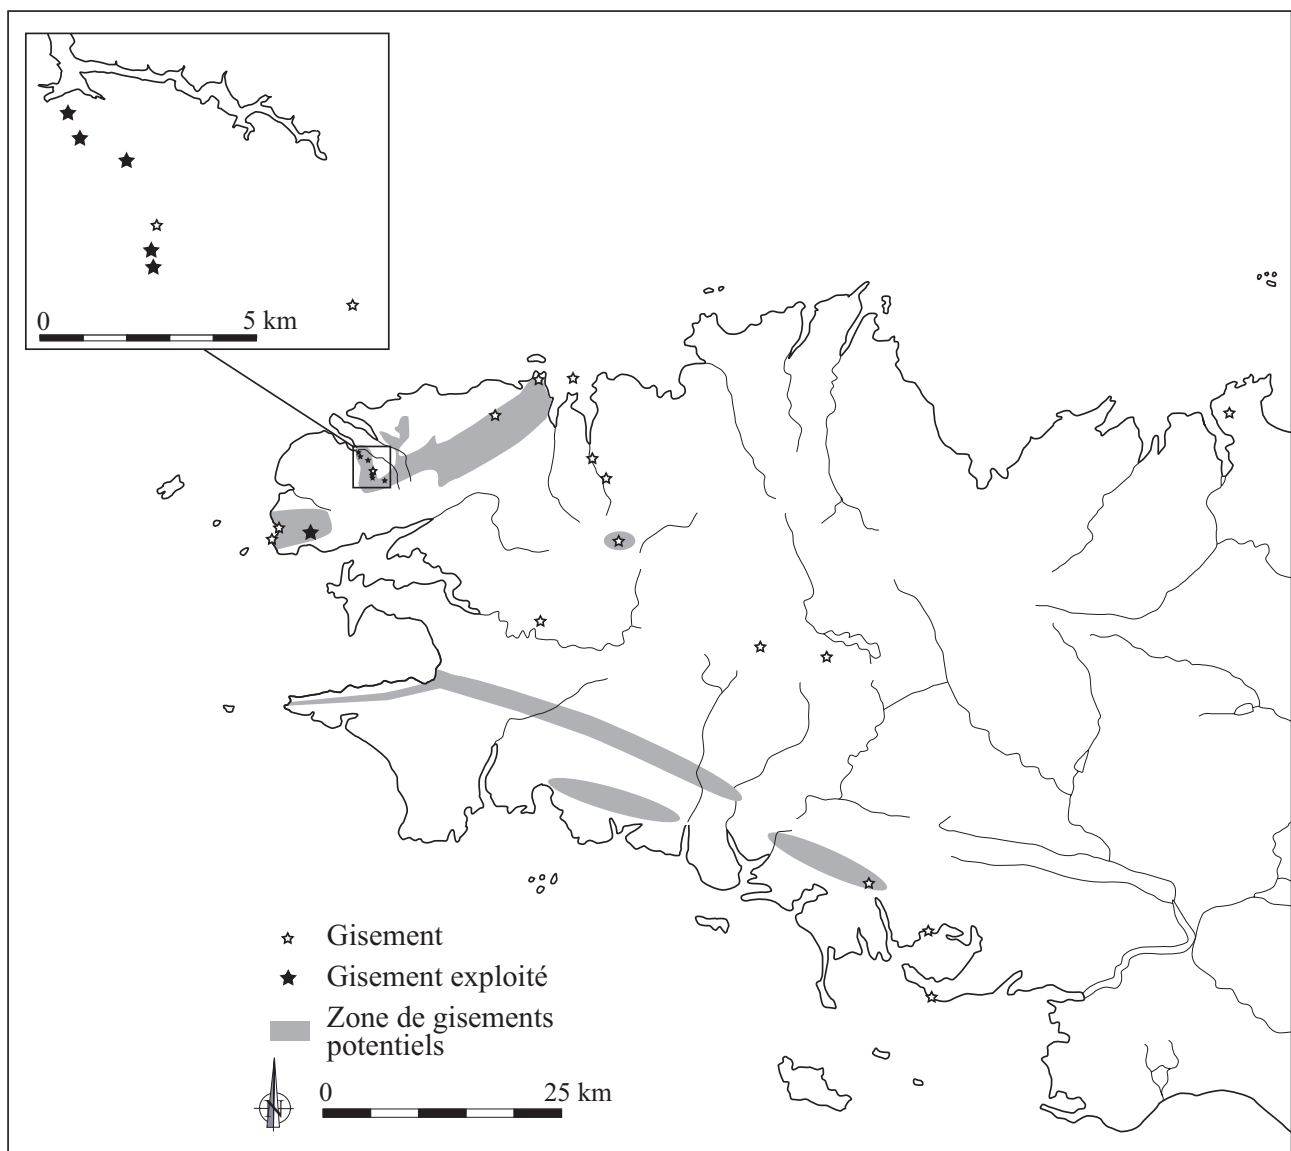 0 5 km
Gisement
Gisement exploité
Zone de gisements
potentiels
N
0 25 km